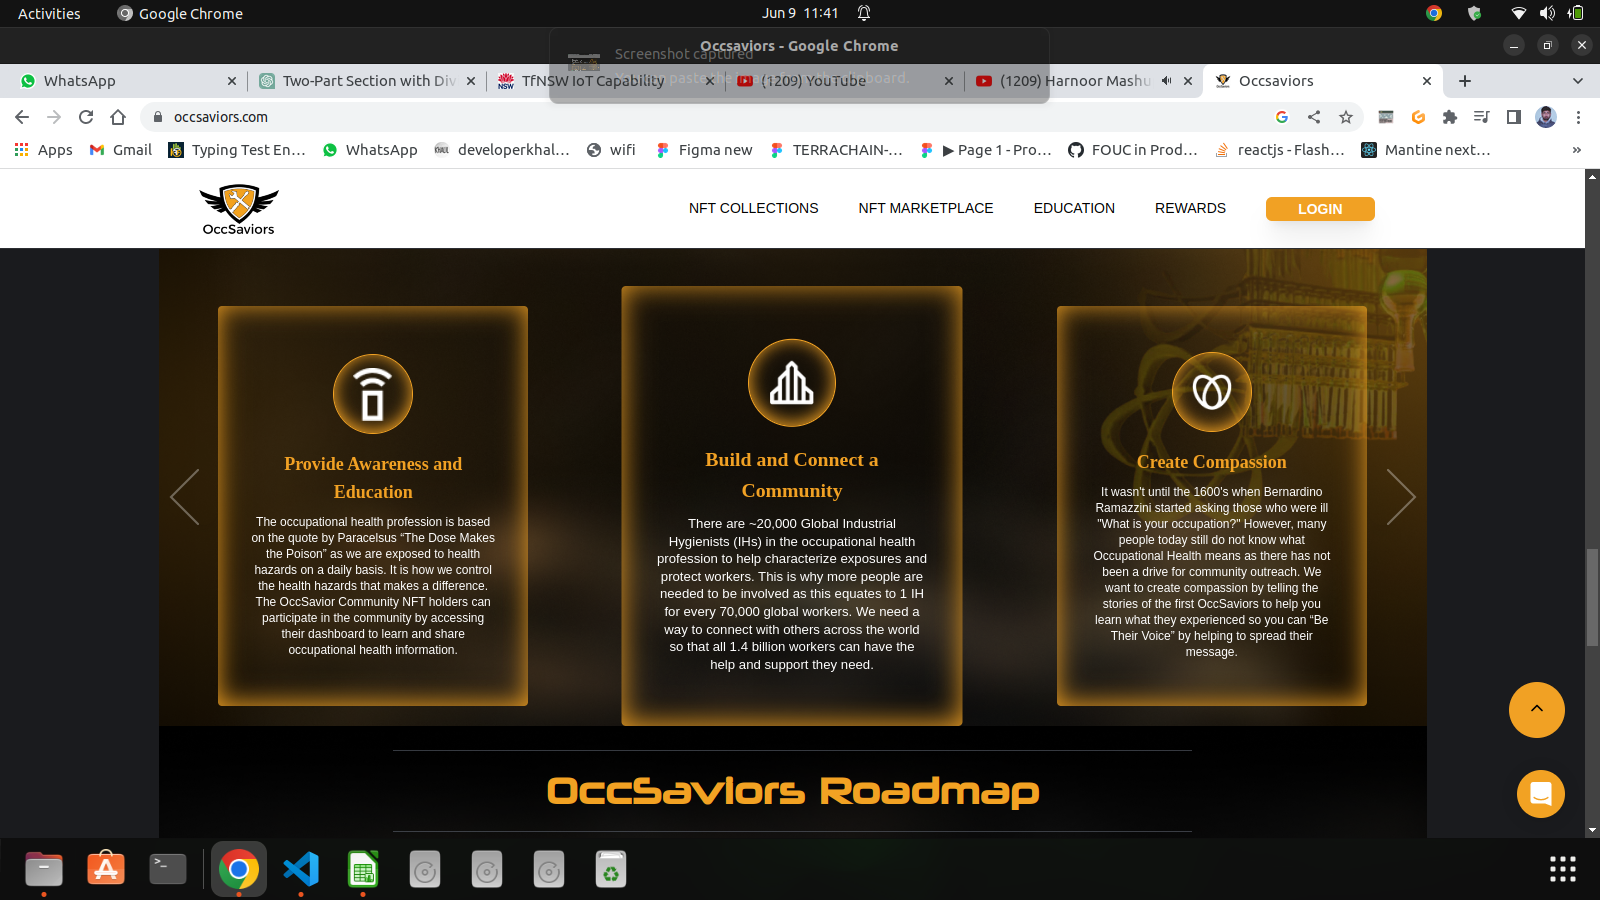 Activities
Google Chrome
Jun 9 11:41
Occsaviors - Google Chrome
Screenshot captured
WhatsApp
Two-Part Section with Div
TfNSW IoT Capability
(1209) YouTube
(1209) Harnoor Mashu
Occsaviors
occsaviors.com
Apps
Gmail
Typing Test En…
WhatsApp
developerkhal…
wifi
Figma new
TERRACHAIN-…
▶ Page 1 - Pro…
FOUC in Prod…
reactjs - Flash…
Mantine next…
»
OccSaviors
NFT COLLECTIONS
NFT MARKETPLACE
EDUCATION
REWARDS
LOGIN
Provide Awareness and
Education
The occupational health profession is based
on the quote by Paracelsus “The Dose Makes
the Poison” as we are exposed to health
hazards on a daily basis. It is how we control
the health hazards that makes a difference.
The OccSavior Community NFT holders can
participate in the community by accessing
their dashboard to learn and share
occupational health information.
Build and Connect a
Community
There are ~20,000 Global Industrial
Hygienists (IHs) in the occupational health
profession to help characterize exposures and
protect workers. This is why more people are
needed to be involved as this equates to 1 IH
for every 70,000 global workers. We need a
way to connect with others across the world
so that all 1.4 billion workers can have the
help and support they need.
Create Compassion
It wasn't until the 1600's when Bernardino
Ramazzini started asking those who were ill
"What is your occupation?" However, many
people today still do not know what
Occupational Health means as there has not
been a drive for community outreach. We
want to create compassion by telling the
stories of the first OccSaviors to help you
learn what they experienced so you can “Be
Their Voice” by helping to spread their
message.
OccSaviors Roadmap